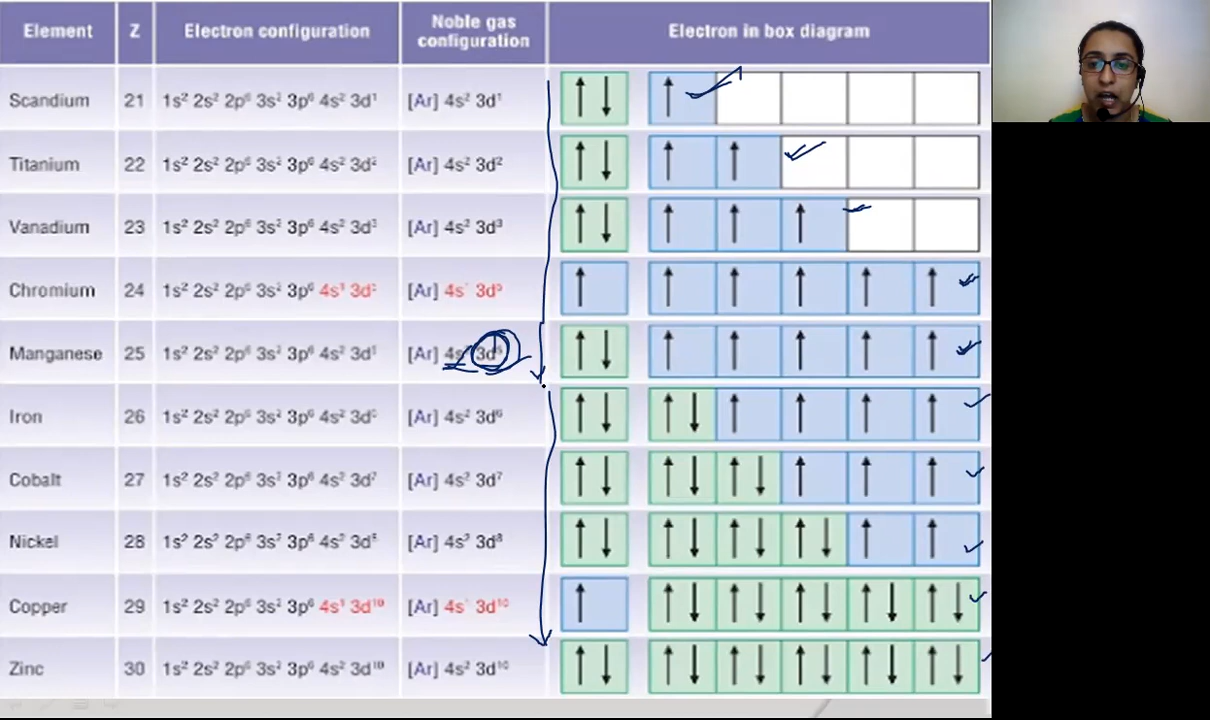 Element Z Electron configuration Noble gas configuration Electron in box diagram
Scandium 21 1s² 2s² 2p⁶ 3s² 3p⁶ 4s² 3d¹ [Ar] 4s² 3d¹
Titanium 22 1s² 2s² 2p⁶ 3s² 3p⁶ 4s² 3d² [Ar] 4s² 3d²
Vanadium 23 1s² 2s² 2p⁶ 3s² 3p⁶ 4s² 3d³ [Ar] 4s² 3d³
Chromium 24 1s² 2s² 2p⁶ 3s² 3p⁶ 4s¹ 3d⁵ [Ar] 4s¹ 3d⁵
Manganese 25 1s² 2s² 2p⁶ 3s² 3p⁶ 4s² 3d⁵ [Ar] 4s² 3d⁵
Iron 26 1s² 2s² 2p⁶ 3s² 3p⁶ 4s² 3d⁶ [Ar] 4s² 3d⁶
Cobalt 27 1s² 2s² 2p⁶ 3s² 3p⁶ 4s² 3d⁷ [Ar] 4s² 3d⁷
Nickel 28 1s² 2s² 2p⁶ 3s² 3p⁶ 4s² 3d⁸ [Ar] 4s² 3d⁸
Copper 29 1s² 2s² 2p⁶ 3s² 3p⁶ 4s¹ 3d¹⁰ [Ar] 4s¹ 3d¹⁰
Zinc 30 1s² 2s² 2p⁶ 3s² 3p⁶ 4s² 3d¹⁰ [Ar] 4s² 3d¹⁰